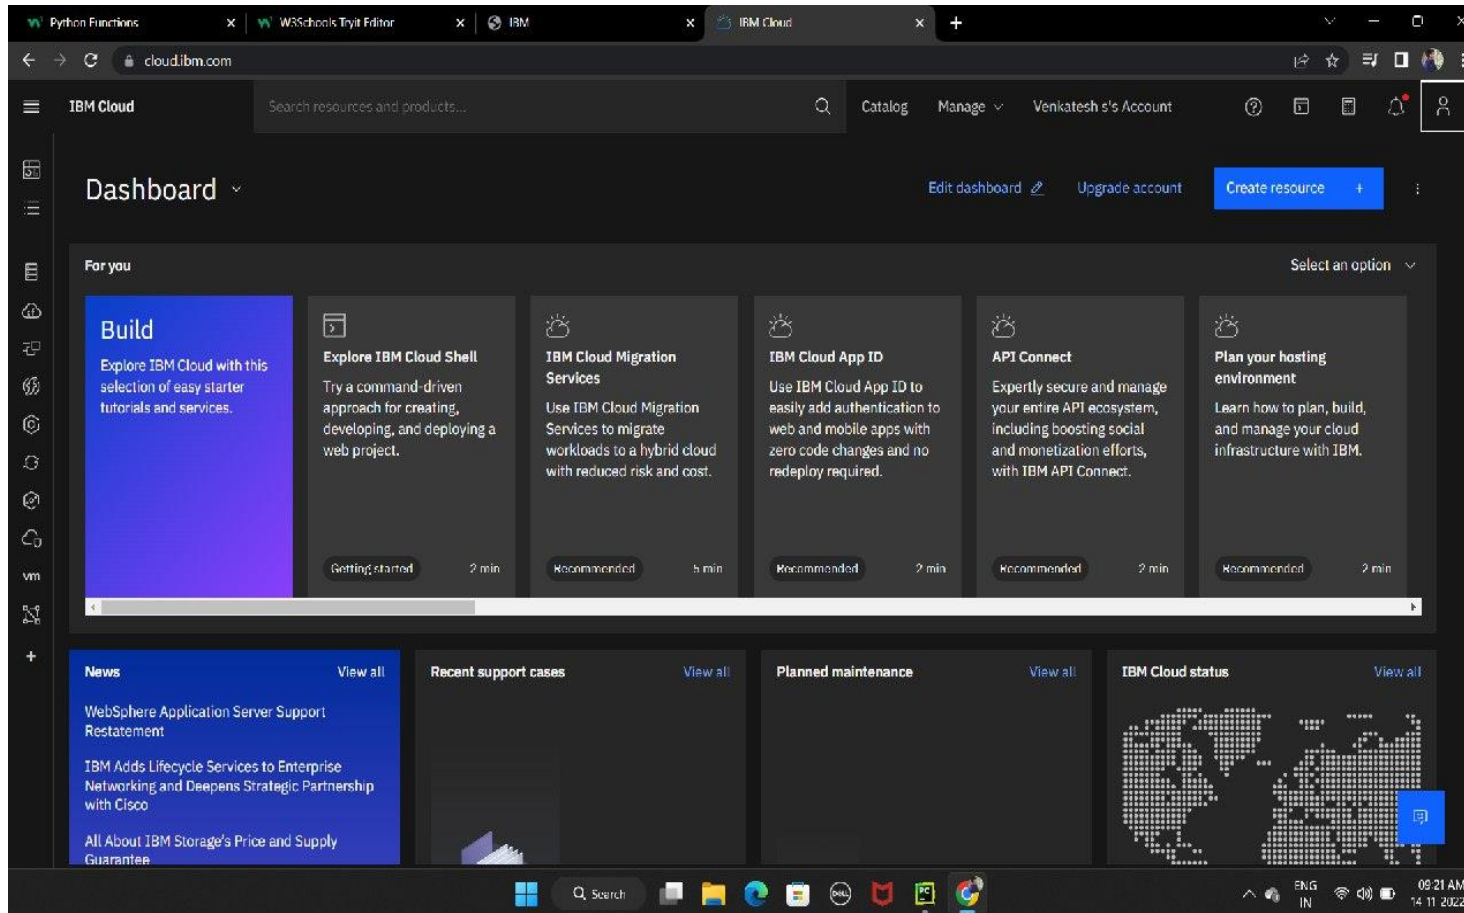 Python Functions
W3Schools Tryit Editor
IBM
IBM Cloud
cloud.ibm.com
IBM Cloud
Search resources and products...
Catalog
Manage
Venkatesh s's Account
Dashboard
Edit dashboard
Upgrade account
Create resource +
For you
Select an option
Build
Explore IBM Cloud with this
selection of easy starter
tutorials and services.
Explore IBM Cloud Shell
Try a command-driven
approach for creating,
developing, and deploying a
web project.
Getting started
2 min
IBM Cloud Migration
Services
Use IBM Cloud Migration
Services to migrate
workloads to a hybrid cloud
with reduced risk and cost.
Recommended
5 min
IBM Cloud App ID
Use IBM Cloud App ID to
easily add authentication to
web and mobile apps with
zero code changes and no
redeploy required.
Recommended
2 min
API Connect
Expertly secure and manage
your entire API ecosystem,
including boosting social
and monetization efforts,
with IBM API Connect.
Recommended
2 min
Plan your hosting
environment
Learn how to plan, build,
and manage your cloud
infrastructure with IBM.
Recommended
2 min
vm
News
View all
WebSphere Application Server Support
Restatement
IBM Adds Lifecycle Services to Enterprise
Networking and Deepens Strategic Partnership
with Cisco
All About IBM Storage's Price and Supply
Guarantee
Recent support cases
View all
Planned maintenance
View all
IBM Cloud status
View all
Search
DELL
PC
ENG
IN
09:21 AM
14-11-2022